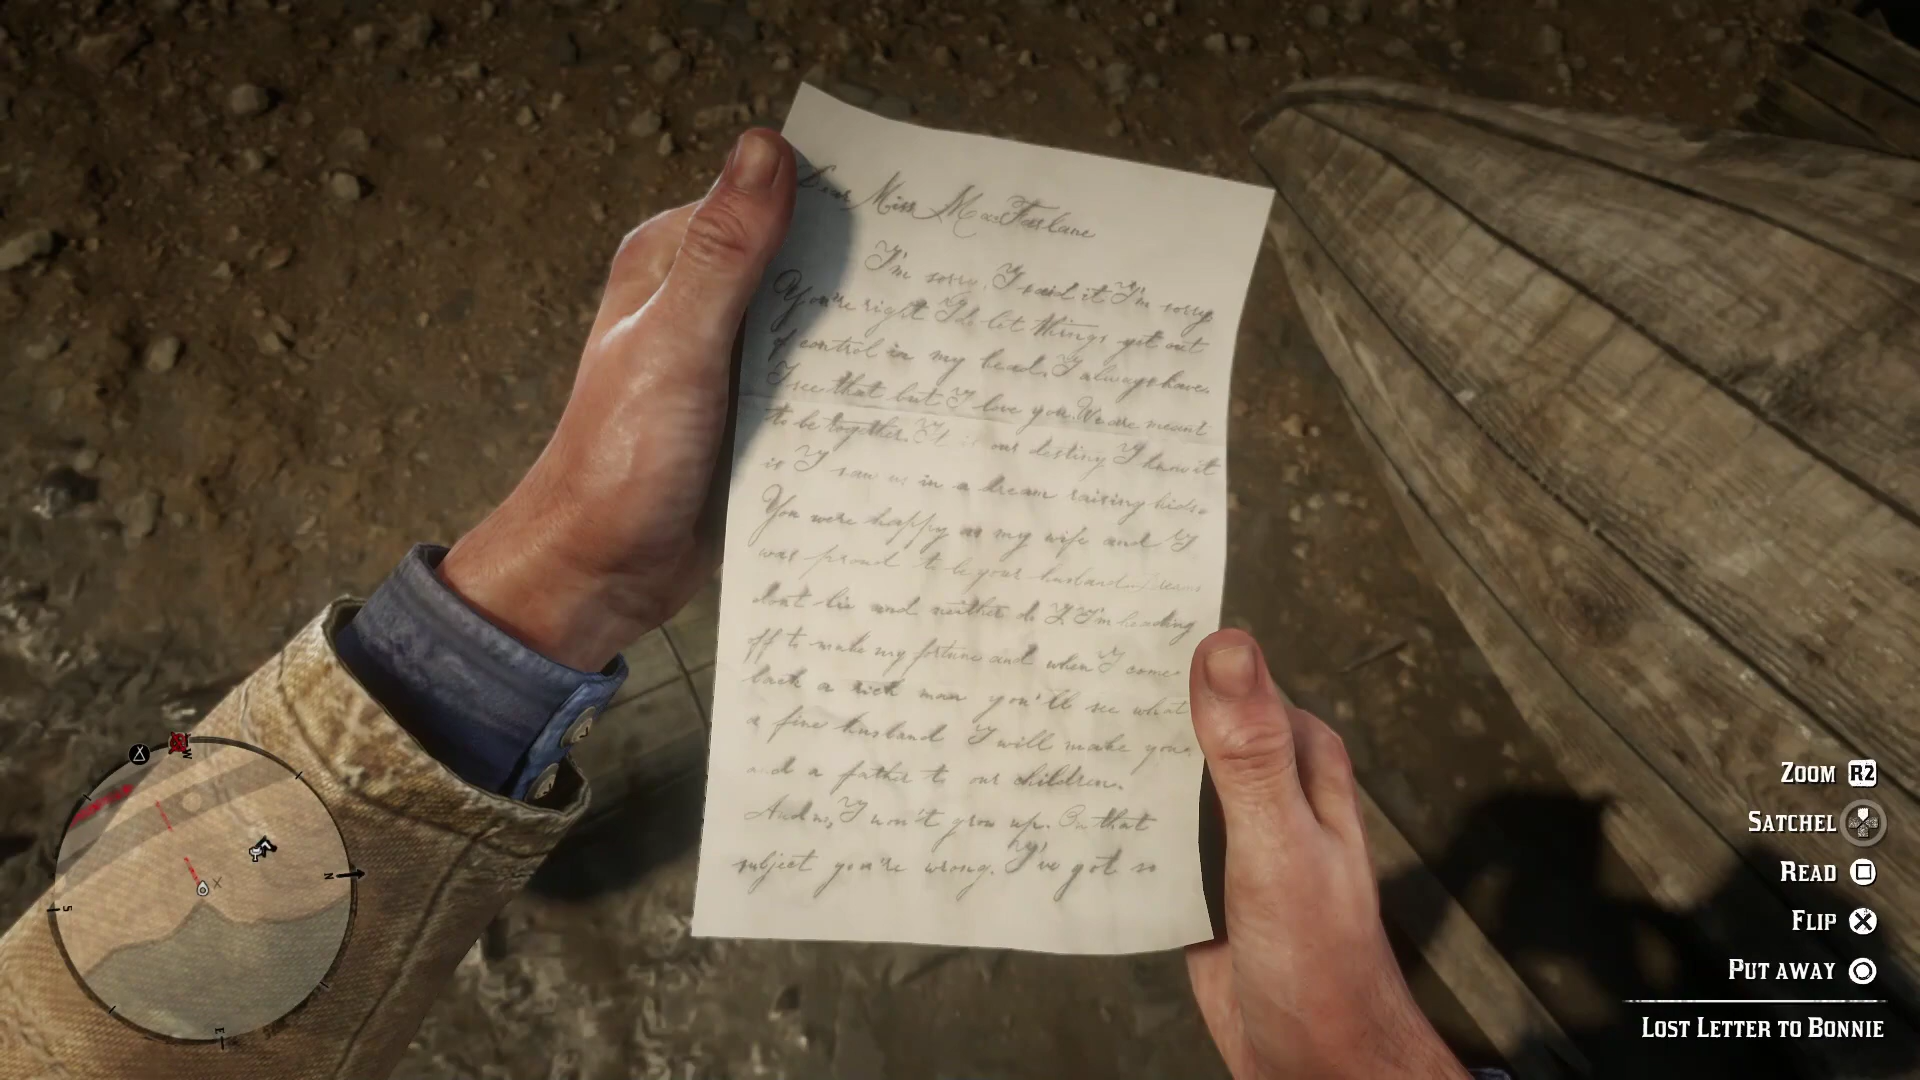 Dear Miss MacFarlane
I'm sorry, I said it I'm sorry
You're right I do let things get out
of control in my head. I always have.
I see that but I love you. We are meant
to be together. It is our destiny I know it
is I saw us in a dream raising kids.
You were happy as my wife and I
was proud to be your husband. Dreams
dont lie and neither do I. I'm heading
off to make my fortune and when I come
back a rich man you'll see what
a fine husband I will make you
and a father to our children.
And no, I won't grow up. On that
subject you're wrong. I've got so
ZOOM R2
SATCHEL
READ
FLIP
PUT AWAY
LOST LETTER TO BONNIE
W
N
S
E
X